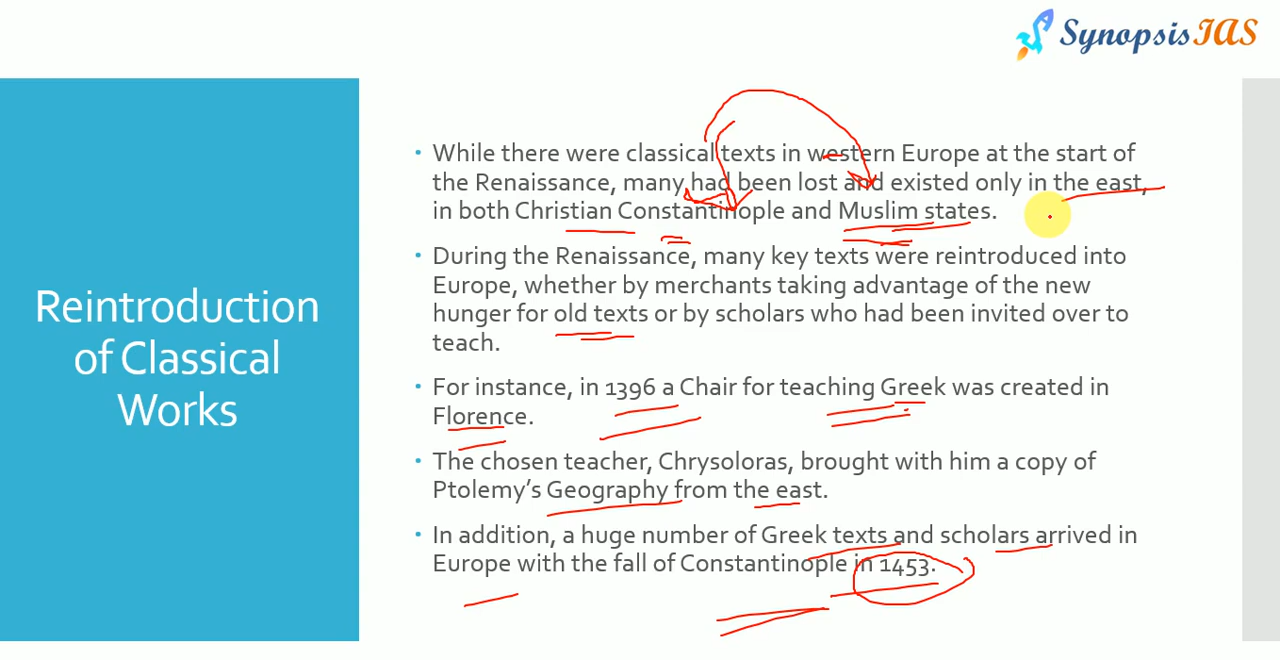 SynopsisIAS
Reintroduction
of Classical
Works
• While there were classical texts in western Europe at the start of
the Renaissance, many had been lost and existed only in the east,
in both Christian Constantinople and Muslim states.
• During the Renaissance, many key texts were reintroduced into
Europe, whether by merchants taking advantage of the new
hunger for old texts or by scholars who had been invited over to
teach.
• For instance, in 1396 a Chair for teaching Greek was created in
Florence.
• The chosen teacher, Chrysoloras, brought with him a copy of
Ptolemy's Geography from the east.
• In addition, a huge number of Greek texts and scholars arrived in
Europe with the fall of Constantinople in 1453.